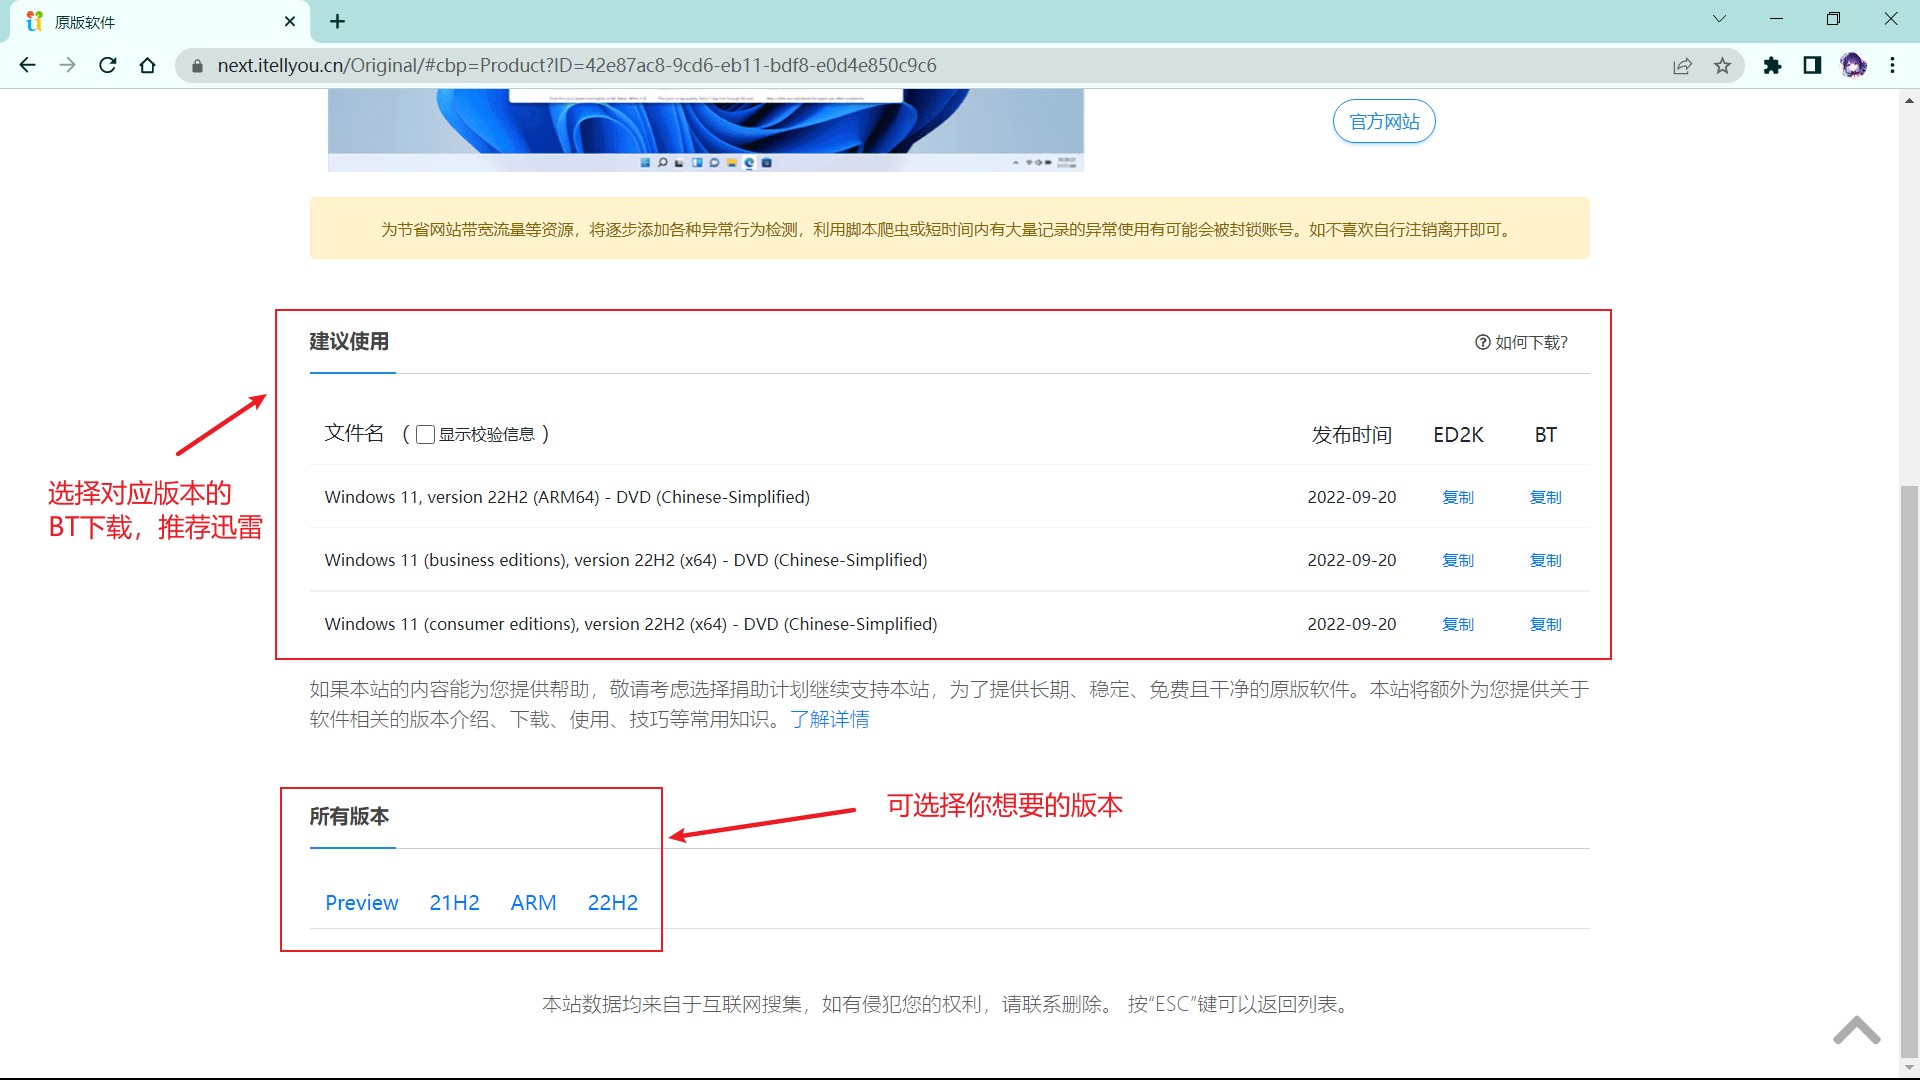 原版软件
next.itellyou.cn/Original/#cbp=Product?ID=42e87ac8-9cd6-eb11-bdf8-e0d4e850c9c6
官方网站
为节省网站带宽流量等资源，将逐步添加各种异常行为检测，利用脚本爬虫或短时间内有大量记录的异常使用有可能会被封锁账号。如不喜欢自行注销离开即可。
建议使用
如何下载?
文件名 （ 显示校验信息 ） 发布时间 ED2K BT
Windows 11, version 22H2 (ARM64) - DVD (Chinese-Simplified) 2022-09-20 复制 复制
Windows 11 (business editions), version 22H2 (x64) - DVD (Chinese-Simplified) 2022-09-20 复制 复制
Windows 11 (consumer editions), version 22H2 (x64) - DVD (Chinese-Simplified) 2022-09-20 复制 复制
选择对应版本的
BT下载，推荐迅雷
如果本站的内容能为您提供帮助，敬请考虑选择捐助计划继续支持本站，为了提供长期、稳定、免费且干净的原版软件。本站将额外为您提供关于
软件相关的版本介绍、下载、使用、技巧等常用知识。了解详情
所有版本
可选择你想要的版本
Preview 21H2 ARM 22H2
本站数据均来自于互联网搜集，如有侵犯您的权利，请联系删除。 按“ESC”键可以返回列表。